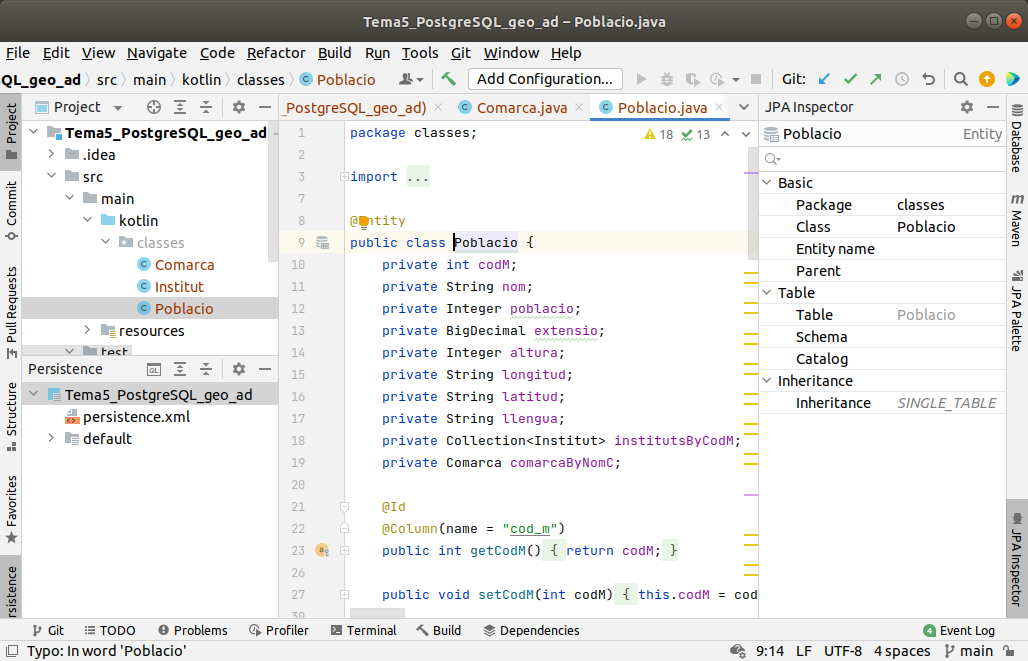 Tema5_PostgreSQL_geo_ad – Poblacio.java
File Edit View Navigate Code Refactor Build Run Tools Git Window Help
QL_geo_ad src main kotlin classes Poblacio Add Configuration... Git:
Project
_PostgreSQL_geo_ad) Comarca.java Poblacio.java
JPA Inspector
Tema5_PostgreSQL_geo_ad
.idea
src
main
kotlin
classes
Comarca
Institut
Poblacio
resources
test
Persistence
Tema5_PostgreSQL_geo_ad
persistence.xml
default
18 13
1 package classes;
2
3 import ...
7
8 @Entity
9 public class Poblacio {
10 private int codM;
11 private String nom;
12 private Integer poblacio;
13 private BigDecimal extensio;
14 private Integer altura;
15 private String longitud;
16 private String latitud;
17 private String llengua;
18 private Collection<Institut> institutsByCodM;
19 private Comarca comarcaByNomC;
20
21 @Id
22 @Column(name = "cod_m")
23 public int getCodM() { return codM; }
26
27 public void setCodM(int codM) { this.codM = cod
30
Poblacio Entity
Basic
Package classes
Class Poblacio
Entity name
Parent
Table
Table Poblacio
Schema
Catalog
Inheritance
Inheritance SINGLE_TABLE
Project
Commit
Pull Requests
Structure
Favorites
rsistence
Database
Maven
JPA Palette
JPA Inspector
Git TODO Problems Profiler Terminal Build Dependencies 4 Event Log
Typo: In word 'Poblacio' 9:14 LF UTF-8 4 spaces main